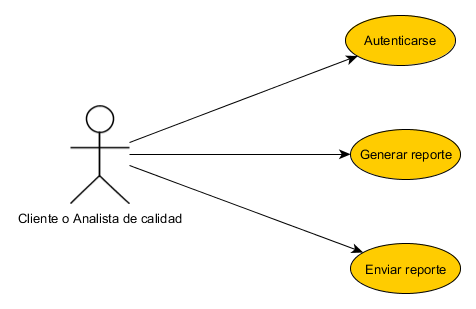 Autenticarse
Generar reporte
Cliente o Analista de calidad
Enviar reporte